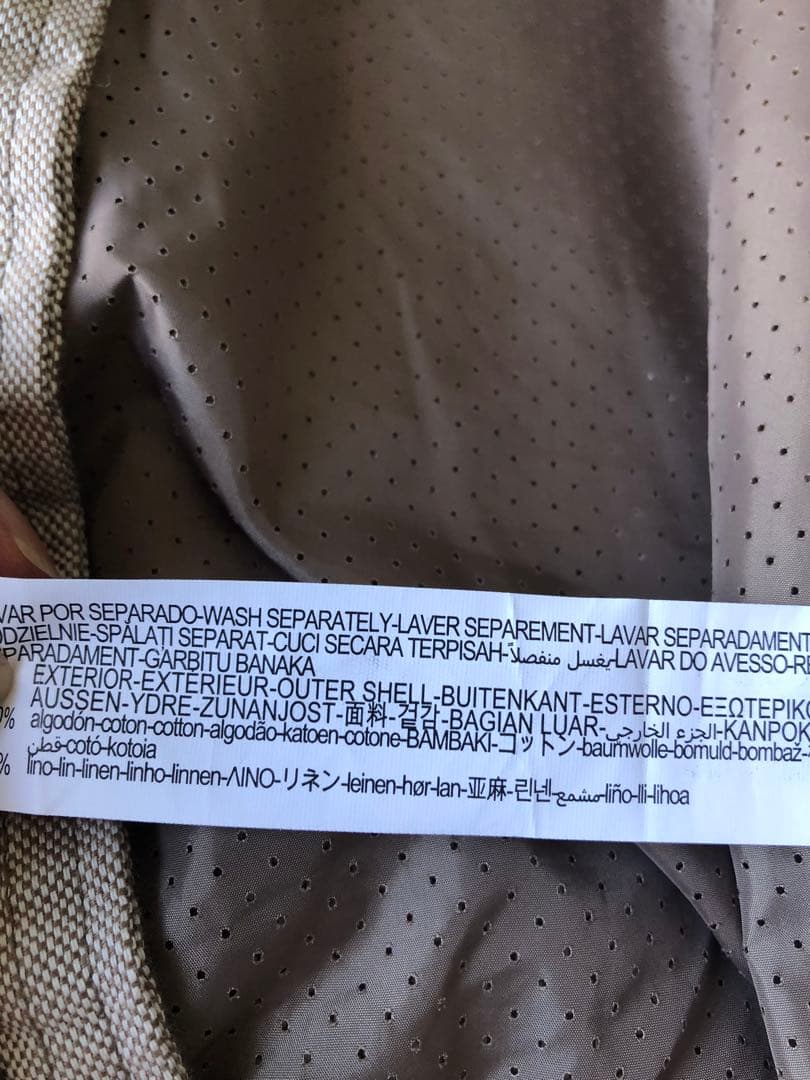 VAR POR SEPARADO-WASH SEPARATELY-LAVER SEPAREMENT-LAVAR SEPARADAMENT
ODZIELNIE-SPĂLAȚI SEPARAT-CUCI SECARA TERPISAH-يغسل منفصلاً-LAVAR DO AVESSO-RE
PARADAMENT-GARBITU BANAKA
EXTERIOR-EXTÉRIEUR-OUTER SHELL-BUITENKANT-ESTERNO-ΕΞΩΤΕΡΙΚΟ
AUSSEN-YDRE-ZUNANJOST-面料-겉감-BAGIAN LUAR-الجزء الخارجي-KANPOK
0% algodón-coton-cotton-algodão-katoen-cotone-BAMBAKI-コットン-baumwolle-bomuld-bombaž-
قطن-cotó-kotoia
% lino-lin-linen-linho-linnen-ΛΙΝΟ-リネン-leinen-hør-lan-亚麻-린넨-مشمع-liño-lli-lihoa